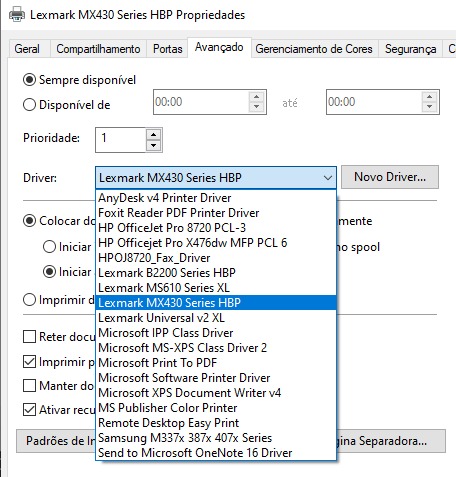 Lexmark MX430 Series HBP Propriedades
Geral Compartilhamento Portas Avançado Gerenciamento de Cores Segurança
Sempre disponível
Disponível de 00:00 até 00:00
Prioridade: 1
Driver: Lexmark MX430 Series HBP Novo Driver...
AnyDesk v4 Printer Driver
Foxit Reader PDF Printer Driver
HP OfficeJet Pro 8720 PCL-3
Colocar do
HP Officejet Pro X476dw MFP PCL 6
Iniciar no spool
HPOJ8720_Fax_Driver
Iniciar
Lexmark B2200 Series HBP
Lexmark MS610 Series XL
Lexmark MX430 Series HBP
Imprimir d
Lexmark Universal v2 XL
Microsoft IPP Class Driver
Reter docu
Microsoft MS-XPS Class Driver 2
Microsoft Print To PDF
Imprimir p
Microsoft Software Printer Driver
Manter do
Microsoft XPS Document Writer v4
MS Publisher Color Printer
Ativar recu
Remote Desktop Easy Print
Samsung M337x 387x 407x Series
Padrões de Separadora...
Send to Microsoft OneNote 16 Driver